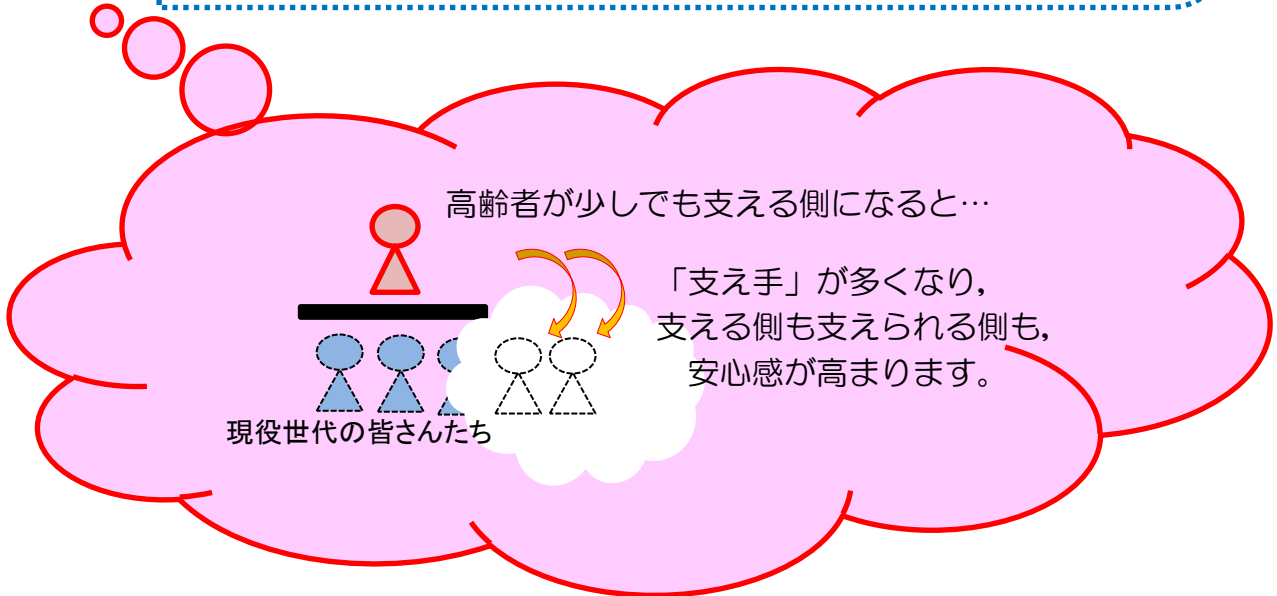 高齢者が少しでも支える側になると…
「支え手」が多くなり，
支える側も支えられる側も，
安心感が高まります。
現役世代の皆さんたち